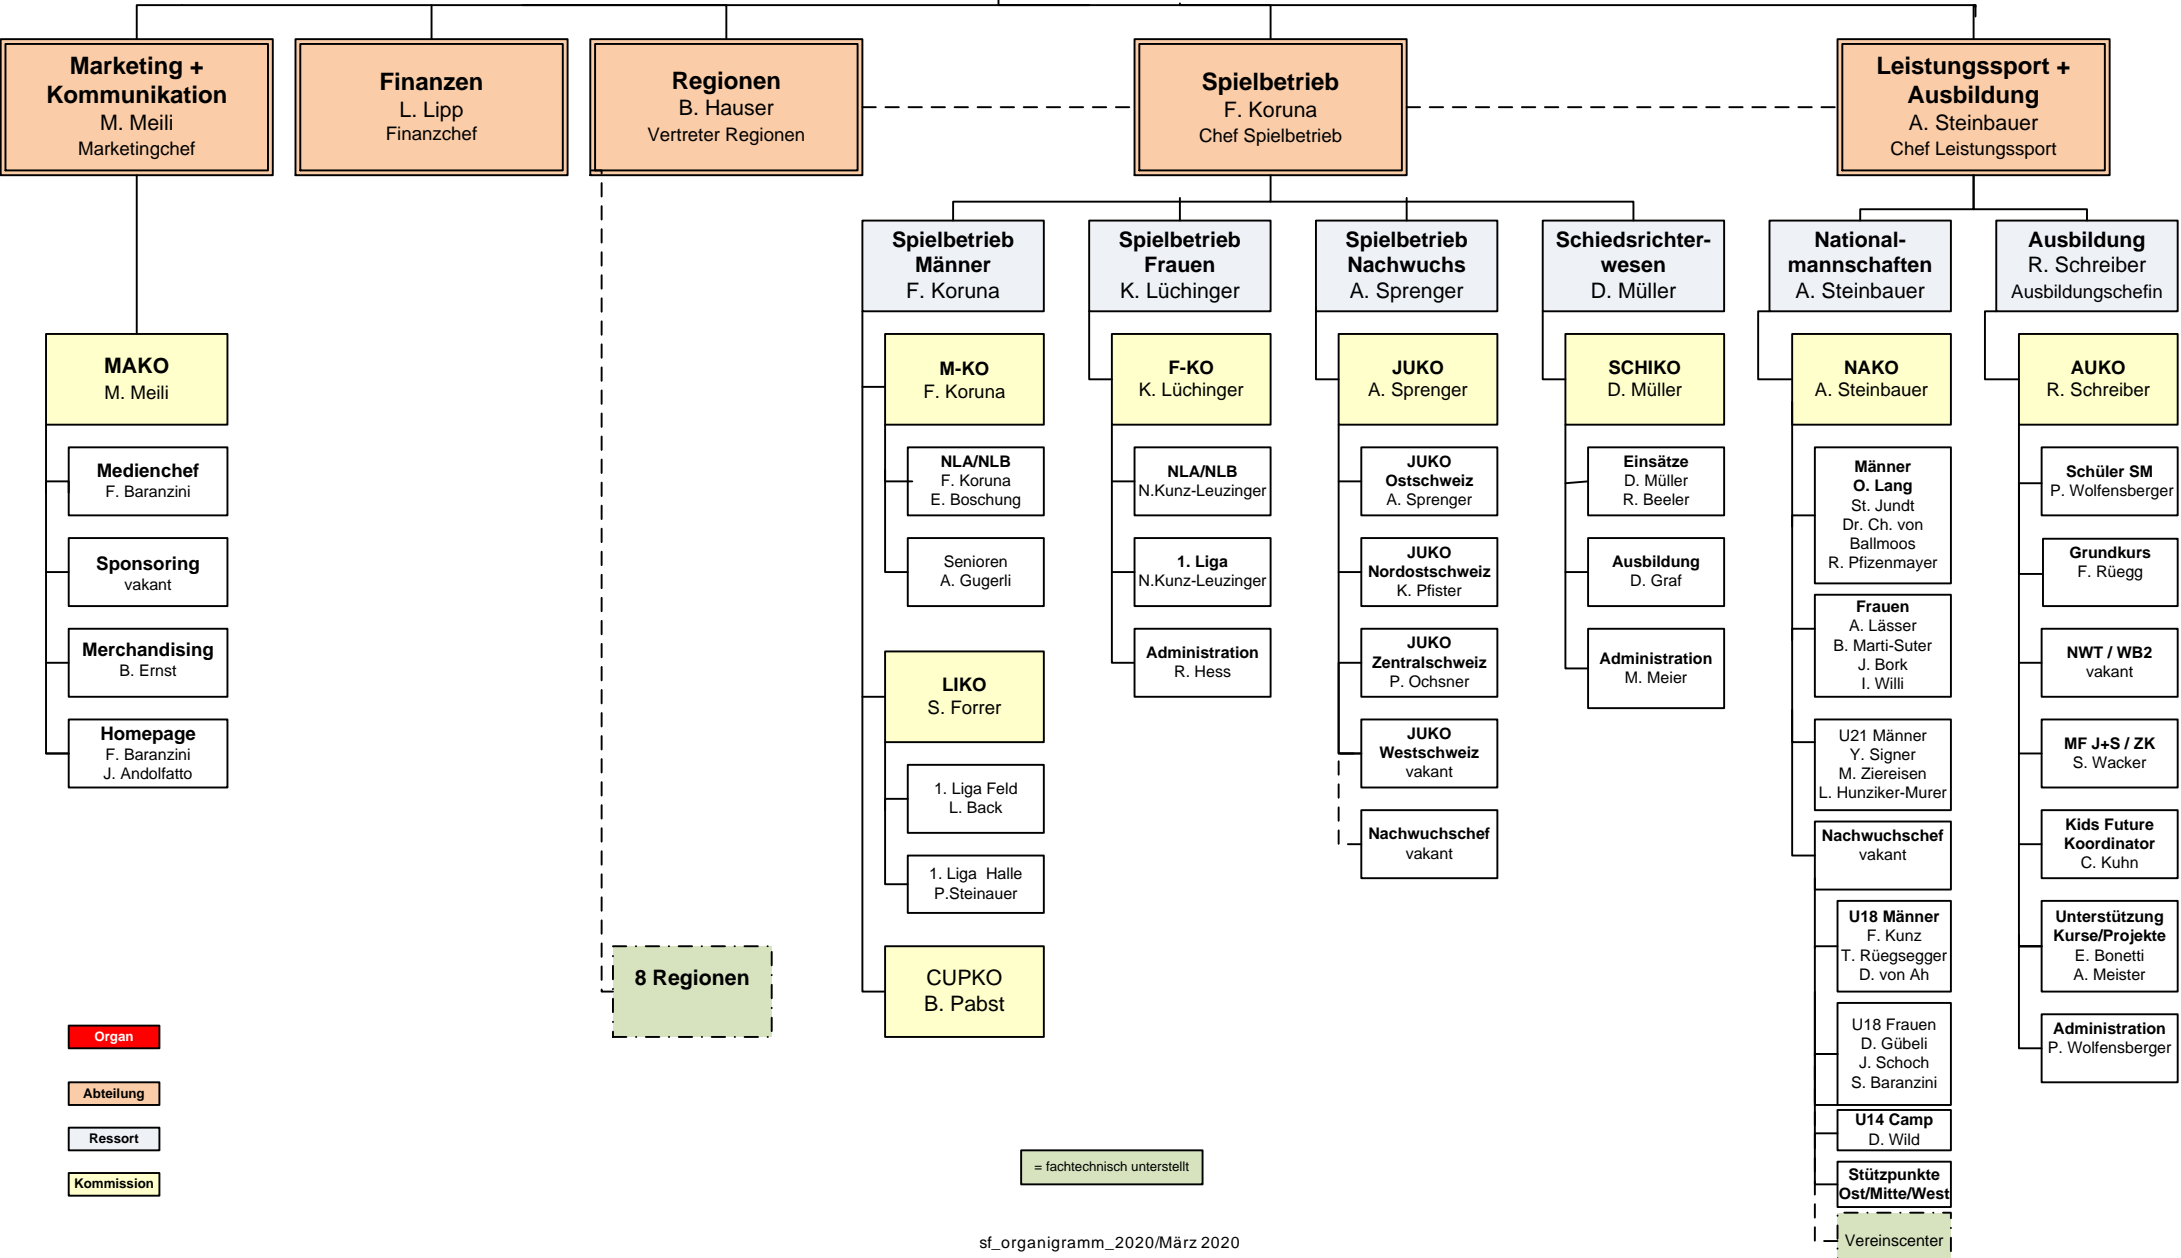 Marketing +
Kommunikation
M. Meili
Marketingchef
Finanzen
L. Lipp
Finanzchef
Regionen
B. Hauser
Vertreter Regionen
Spielbetrieb
F. Koruna
Chef Spielbetrieb
Leistungssport +
Ausbildung
A. Steinbauer
Chef Leistungssport
Spielbetrieb
Männer
F. Koruna
Spielbetrieb
Frauen
K. Lüchinger
Spielbetrieb
Nachwuchs
A. Sprenger
Schiedsrichter-
wesen
D. Müller
National-
mannschaften
A. Steinbauer
Ausbildung
R. Schreiber
Ausbildungschefin
MAKO
M. Meili
Medienchef
F. Baranzini
Sponsoring
vakant
Merchandising
B. Ernst
Homepage
F. Baranzini
J. Andolfatto
8 Regionen
M-KO
F. Koruna
NLA/NLB
F. Koruna
E. Boschung
Senioren
A. Gugerli
LIKO
S. Forrer
1. Liga Feld
L. Back
1. Liga Halle
P.Steinauer
CUPKO
B. Pabst
F-KO
K. Lüchinger
NLA/NLB
N.Kunz-Leuzinger
1. Liga
N.Kunz-Leuzinger
Administration
R. Hess
JUKO
A. Sprenger
JUKO
Ostschweiz
A. Sprenger
JUKO
Nordostschweiz
K. Pfister
JUKO
Zentralschweiz
P. Ochsner
JUKO
Westschweiz
vakant
Nachwuchschef
vakant
SCHIKO
D. Müller
Einsätze
D. Müller
R. Beeler
Ausbildung
D. Graf
Administration
M. Meier
NAKO
A. Steinbauer
Männer
O. Lang
St. Jundt
Dr. Ch. von
Ballmoos
R. Pfizenmayer
Frauen
A. Lässer
B. Marti-Suter
J. Bork
I. Willi
U21 Männer
Y. Signer
M. Ziereisen
L. Hunziker-Murer
Nachwuchschef
vakant
U18 Männer
F. Kunz
T. Rüegsegger
D. von Ah
U18 Frauen
D. Gübeli
J. Schoch
S. Baranzini
U14 Camp
D. Wild
Stützpunkte
Ost/Mitte/West
Vereinscenter
AUKO
R. Schreiber
Schüler SM
P. Wolfensberger
Grundkurs
F. Rüegg
NWT / WB2
vakant
MF J+S / ZK
S. Wacker
Kids Future
Koordinator
C. Kuhn
Unterstützung
Kurse/Projekte
E. Bonetti
A. Meister
Administration
P. Wolfensberger
Organ
Abteilung
Ressort
Kommission
= fachtechnisch unterstellt
sf_organigramm_2020/März 2020